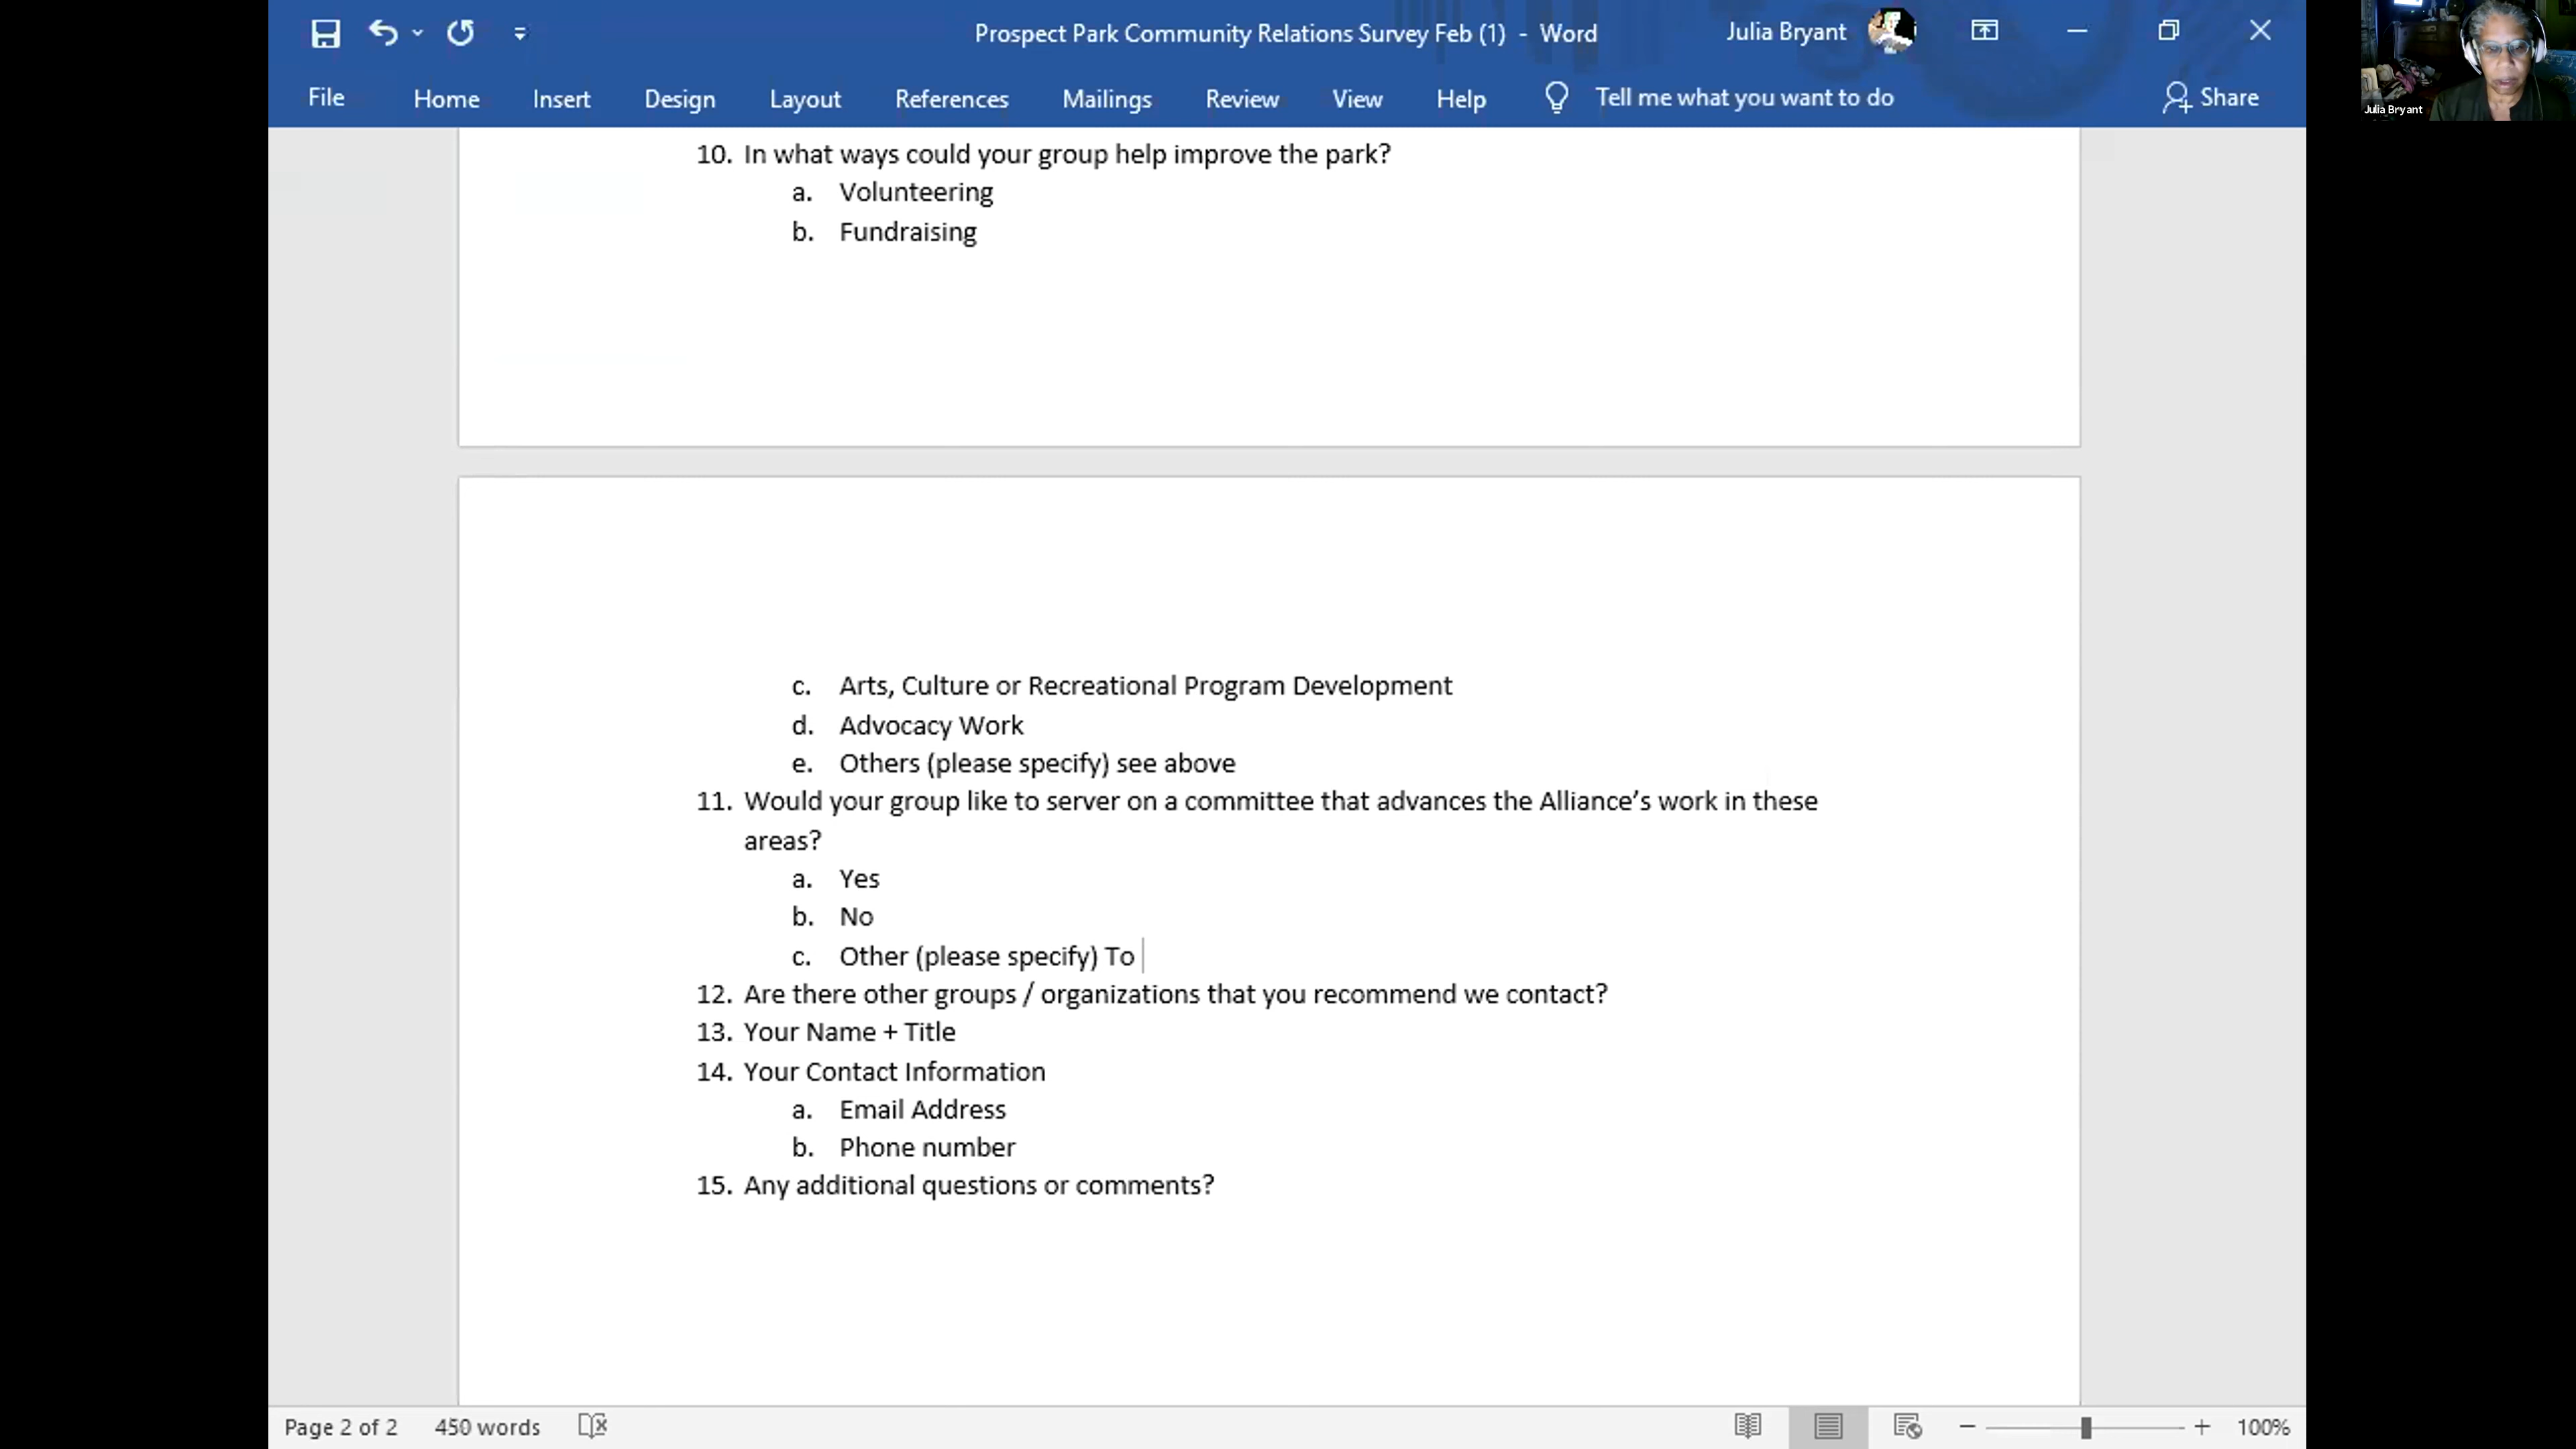 Prospect Park Community Relations Survey Feb (1) - Word
Julia Bryant
Julia Bryant
File Home Insert Design Layout References Mailings Review View Help Tell me what you want to do Share
10. In what ways could your group help improve the park?
a. Volunteering
b. Fundraising
c. Arts, Culture or Recreational Program Development
d. Advocacy Work
e. Others (please specify) see above
11. Would your group like to server on a committee that advances the Alliance’s work in these
areas?
a. Yes
b. No
c. Other (please specify) To
12. Are there other groups / organizations that you recommend we contact?
13. Your Name + Title
14. Your Contact Information
a. Email Address
b. Phone number
15. Any additional questions or comments?
Page 2 of 2 450 words 100%